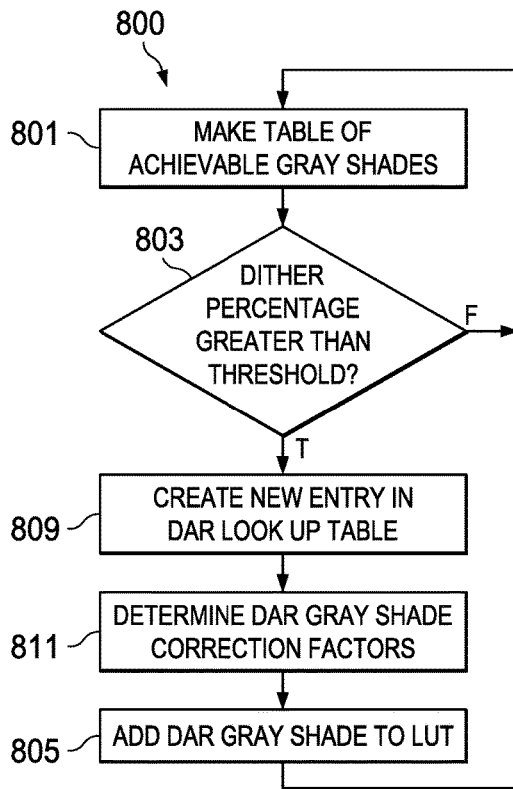 800
801
MAKE TABLE OF
ACHIEVABLE GRAY SHADES
803
DITHER
PERCENTAGE
GREATER THAN
THRESHOLD?
F
T
809
CREATE NEW ENTRY IN
DAR LOOK UP TABLE
811
DETERMINE DAR GRAY SHADE
CORRECTION FACTORS
805
ADD DAR GRAY SHADE TO LUT